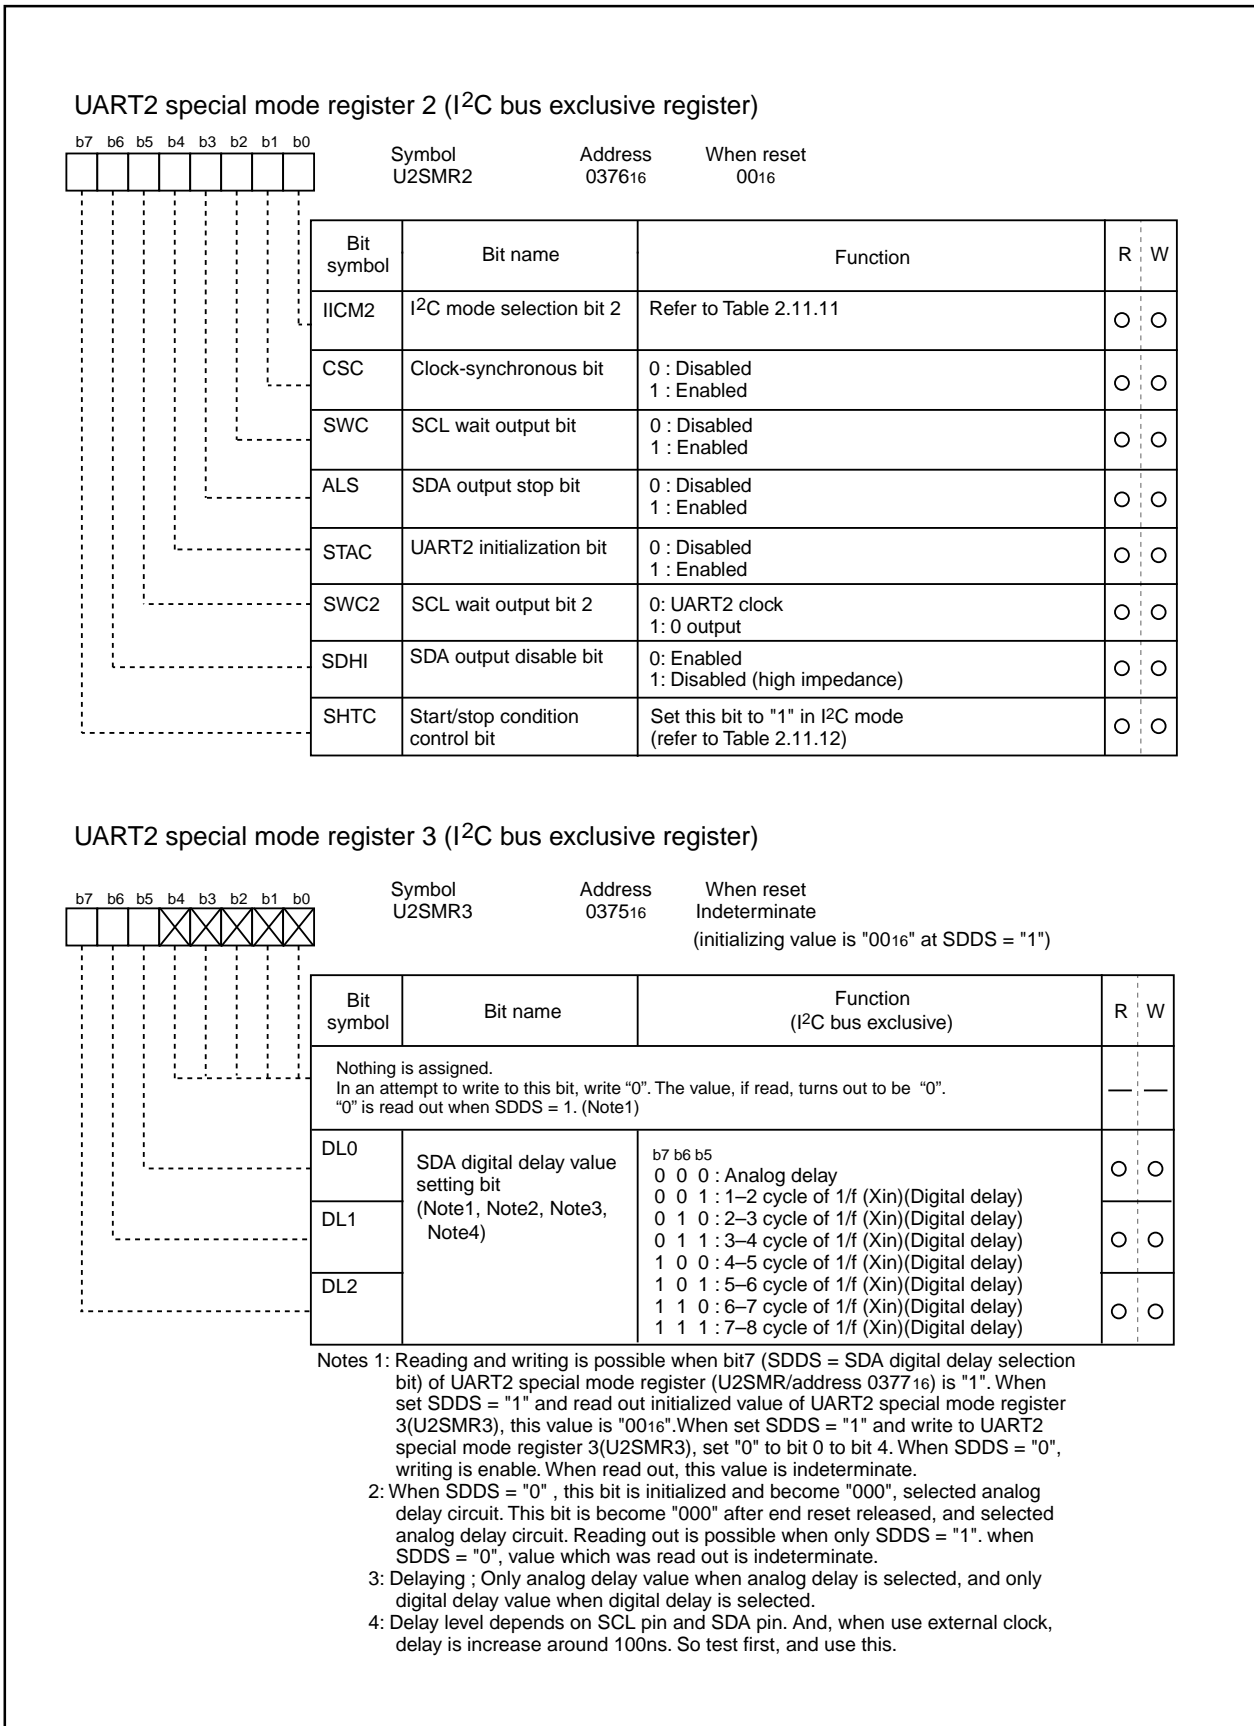 UART2 special mode register 2 (I2C bus exclusive register)
b7 b6 b5 b4 b3 b2 b1 b0
Symbol Address When reset
U2SMR2 037616 0016
Bit symbol Bit name Function R W
IICM2 I2C mode selection bit 2 Refer to Table 2.11.11
CSC Clock-synchronous bit 0 : Disabled
1 : Enabled
SWC SCL wait output bit 0 : Disabled
1 : Enabled
ALS SDA output stop bit 0 : Disabled
1 : Enabled
STAC UART2 initialization bit 0 : Disabled
1 : Enabled
SWC2 SCL wait output bit 2 0: UART2 clock
1: 0 output
SDHI SDA output disable bit 0: Enabled
1: Disabled (high impedance)
SHTC Start/stop condition Set this bit to "1" in I2C mode
control bit (refer to Table 2.11.12)
UART2 special mode register 3 (I2C bus exclusive register)
b7 b6 b5 b4 b3 b2 b1 b0
Symbol Address When reset
U2SMR3 037516 Indeterminate
(initializing value is "0016" at SDDS = "1")
Bit symbol Bit name Function R W
(I2C bus exclusive)
Nothing is assigned.
In an attempt to write to this bit, write “0”. The value, if read, turns out to be “0”.
“0” is read out when SDDS = 1. (Note1)
DL0
DL1
DL2
SDA digital delay value
setting bit
(Note1, Note2, Note3,
Note4)
b7 b6 b5
0 0 0 : Analog delay
0 0 1 : 1–2 cycle of 1/f (Xin)(Digital delay)
0 1 0 : 2–3 cycle of 1/f (Xin)(Digital delay)
0 1 1 : 3–4 cycle of 1/f (Xin)(Digital delay)
1 0 0 : 4–5 cycle of 1/f (Xin)(Digital delay)
1 0 1 : 5–6 cycle of 1/f (Xin)(Digital delay)
1 1 0 : 6–7 cycle of 1/f (Xin)(Digital delay)
1 1 1 : 7–8 cycle of 1/f (Xin)(Digital delay)
Notes 1: Reading and writing is possible when bit7 (SDDS = SDA digital delay selection
bit) of UART2 special mode register (U2SMR/address 037716) is "1". When
set SDDS = "1" and read out initialized value of UART2 special mode register
3(U2SMR3), this value is "0016".When set SDDS = "1" and write to UART2
special mode register 3(U2SMR3), set "0" to bit 0 to bit 4. When SDDS = "0",
writing is enable. When read out, this value is indeterminate.
2: When SDDS = "0" , this bit is initialized and become "000", selected analog
delay circuit. This bit is become "000" after end reset released, and selected
analog delay circuit. Reading out is possible when only SDDS = "1". when
SDDS = "0", value which was read out is indeterminate.
3: Delaying ; Only analog delay value when analog delay is selected, and only
digital delay value when digital delay is selected.
4: Delay level depends on SCL pin and SDA pin. And, when use external clock,
delay is increase around 100ns. So test first, and use this.